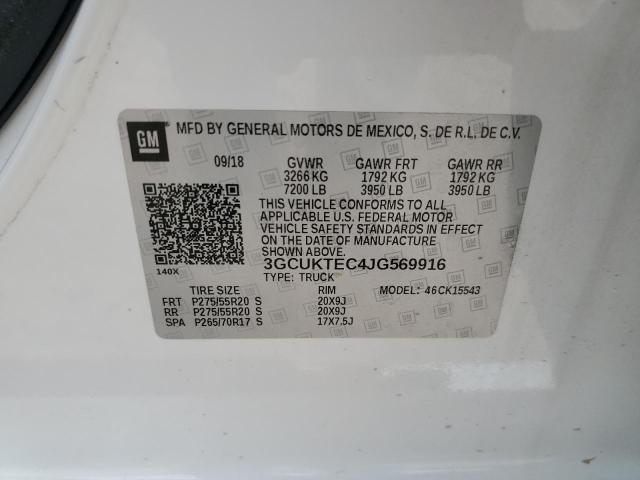 GM MFD BY GENERAL MOTORS DE MEXICO, S. DE R.L. DE C.V.
09/18 GVWR GAWR FRT GAWR RR
3266 KG 1792 KG 1792 KG
7200 LB 3950 LB 3950 LB
THIS VEHICLE CONFORMS TO ALL
APPLICABLE U.S. FEDERAL MOTOR
VEHICLE SAFETY STANDARDS IN EFFECT
ON THE DATE OF MANUFACTURE
SHOWN ABOVE.
140X 3GCUKTEC4JG569916
TYPE: TRUCK MODEL: 46CK15543
TIRE SIZE RIM
FRT P275/55R20 S 20X9J
RR P275/55R20 S 20X9J
SPA P265/70R17 S 17X7.5J